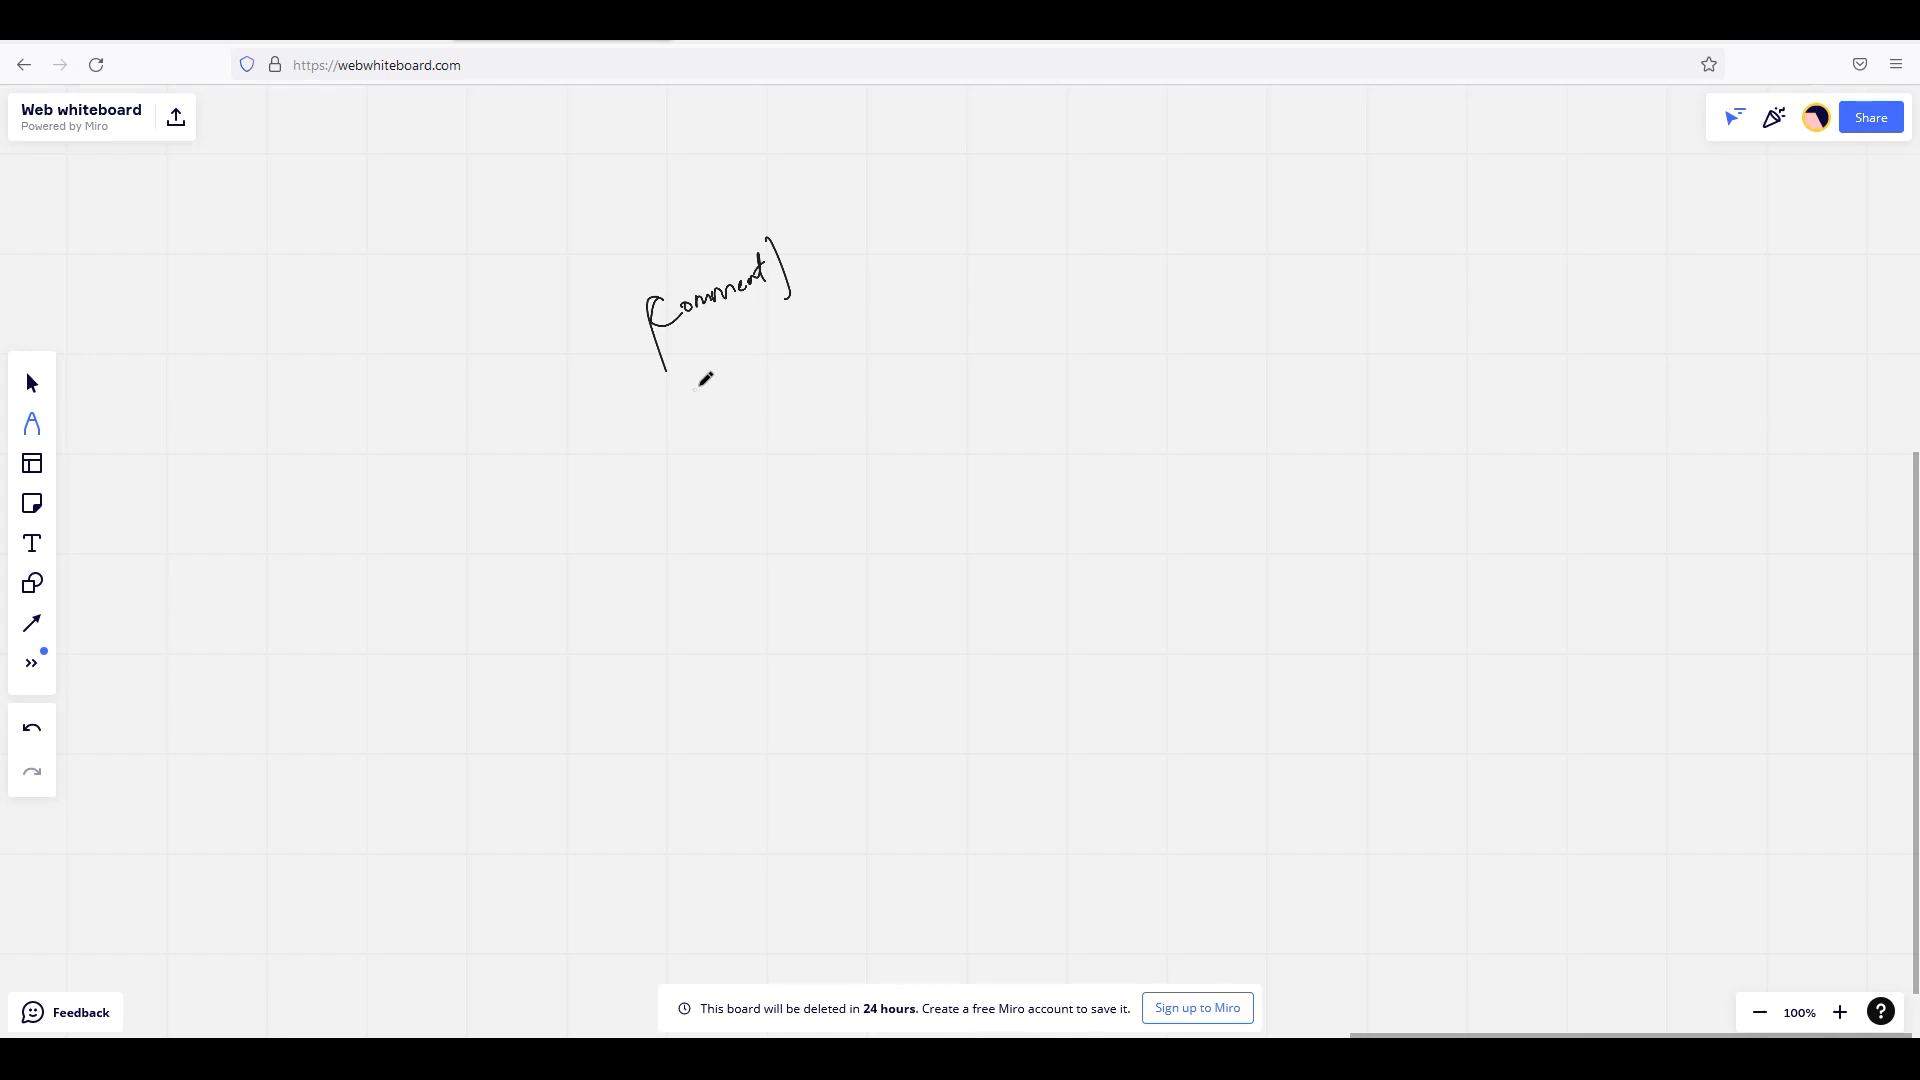 https://webwhiteboard.com
Web whiteboard
Powered by Miro
Share
Comment
Feedback
This board will be deleted in 24 hours. Create a free Miro account to save it.
Sign up to Miro
100%
?